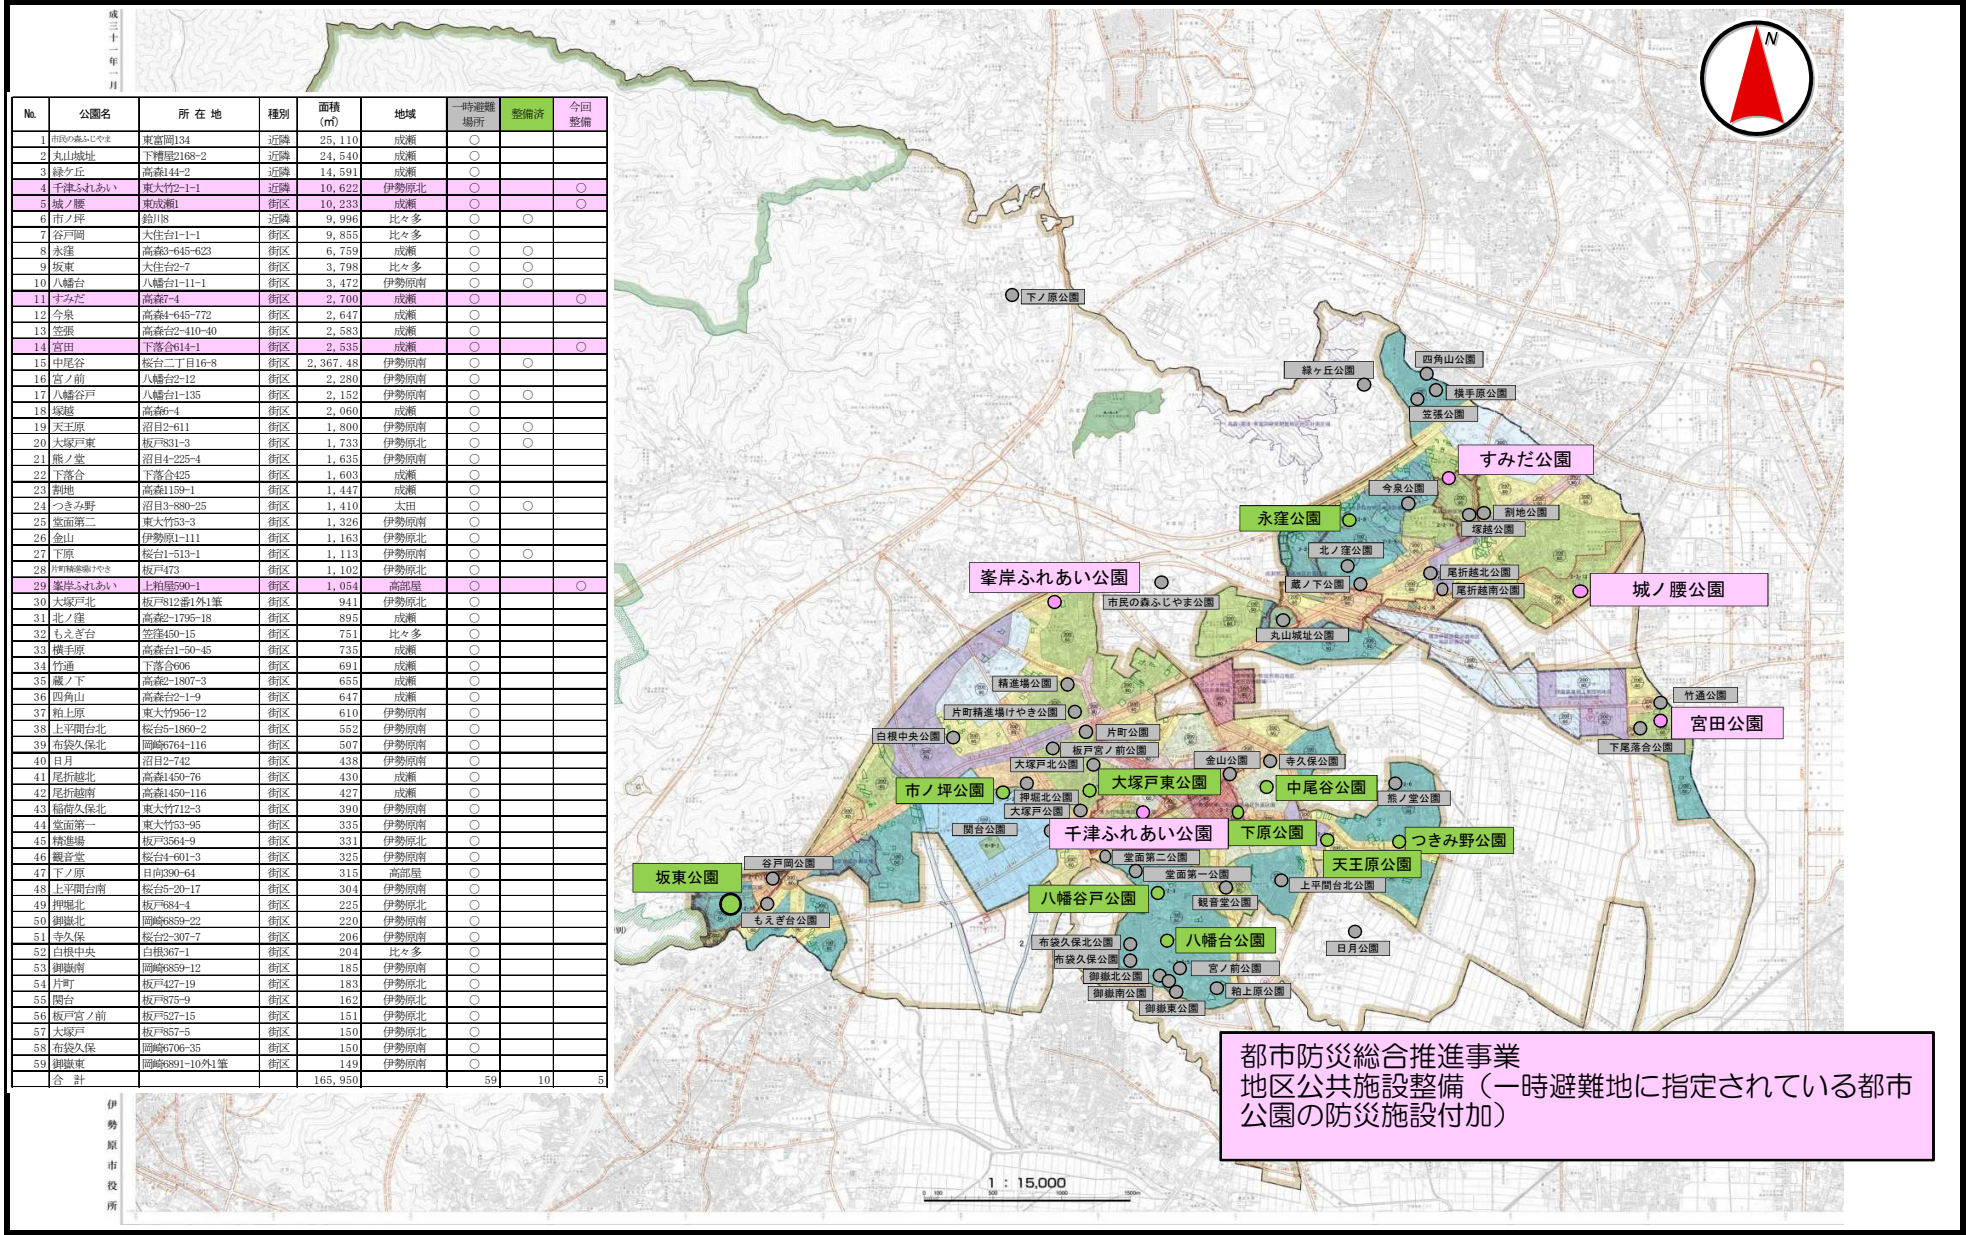 成三十一年一月
N
No. 公園名 所在地 種別 面積(㎡) 地域 一時避難場所 整備済 今回整備
1 市民の森ふじやま 東富岡134 近隣 25,110 成瀬 ○
2 丸山城址 下糟屋2168-2 近隣 24,540 成瀬 ○
3 緑ケ丘 高森144-2 近隣 14,591 成瀬 ○
4 千津ふれあい 東大竹2-1-1 近隣 10,622 伊勢原北 ○ ○
5 城ノ腰 東成瀬1 街区 10,233 成瀬 ○ ○
6 市ノ坪 鈴川8 近隣 9,996 比々多 ○ ○
7 谷戸岡 大住台1-1-1 街区 9,855 比々多 ○
8 永窪 高森3-645-623 街区 6,759 成瀬 ○ ○
9 坂東 大住台2-7 街区 3,798 比々多 ○ ○
10 八幡台 八幡台1-11-1 街区 3,472 伊勢原南 ○ ○
11 すみだ 高森7-4 街区 2,700 成瀬 ○ ○
12 今泉 高森4-645-772 街区 2,647 成瀬 ○
13 笠張 高森台2-410-40 街区 2,583 成瀬 ○
14 宮田 下落合614-1 街区 2,535 成瀬 ○ ○
15 中尾谷 桜台二丁目16-8 街区 2,367.48 伊勢原南 ○ ○
16 宮ノ前 八幡台2-12 街区 2,280 伊勢原南 ○
17 八幡谷戸 八幡台1-135 街区 2,152 伊勢原南 ○ ○
18 塚越 高森6-4 街区 2,060 成瀬 ○
19 天王原 沼目2-611 街区 1,800 伊勢原南 ○ ○
20 大塚戸東 板戸831-3 街区 1,733 伊勢原北 ○ ○
21 熊ノ堂 沼目4-225-4 街区 1,635 伊勢原南 ○
22 下落合 下落合425 街区 1,603 成瀬 ○
23 割地 高森1159-1 街区 1,447 成瀬 ○
24 つきみ野 沼目3-880-25 街区 1,410 太田 ○ ○
25 堂面第二 東大竹53-3 街区 1,326 伊勢原南 ○
26 金山 伊勢原1-111 街区 1,163 伊勢原北 ○
27 下原 桜台1-513-1 街区 1,113 伊勢原南 ○ ○
28 片町精進場けやき 板戸473 街区 1,102 伊勢原北 ○
29 峯岸ふれあい 上粕屋590-1 街区 1,054 高部屋 ○ ○
30 大塚戸北 板戸812番1外1筆 街区 941 伊勢原北 ○
31 北ノ窪 高森2-1795-18 街区 895 成瀬 ○
32 もえぎ台 笠窪450-15 街区 751 比々多 ○
33 横手原 高森台1-50-45 街区 735 成瀬 ○
34 竹通 下落合606 街区 691 成瀬 ○
35 蔵ノ下 高森2-1807-3 街区 655 成瀬 ○
36 四角山 高森台2-1-9 街区 647 成瀬 ○
37 粕上原 東大竹956-12 街区 610 伊勢原南 ○
38 上平間台北 桜台5-1860-2 街区 552 伊勢原南 ○
39 布袋久保北 岡崎6764-116 街区 507 伊勢原南 ○
40 日月 沼目2-742 街区 438 伊勢原南 ○
41 尾折越北 高森1450-76 街区 430 成瀬 ○
42 尾折越南 高森1450-116 街区 427 成瀬 ○
43 稲荷久保北 東大竹712-3 街区 390 伊勢原南 ○
44 堂面第一 東大竹53-95 街区 335 伊勢原南 ○
45 精進場 板戸3564-9 街区 331 伊勢原北 ○
46 観音堂 桜台4-601-3 街区 325 伊勢原南 ○
47 下ノ原 日向390-64 街区 315 高部屋 ○
48 上平間台南 桜台5-20-17 街区 304 伊勢原南 ○
49 押堀北 板戸684-4 街区 225 伊勢原北 ○
50 御嶽北 岡崎6859-22 街区 220 伊勢原南 ○
51 寺久保 桜台2-307-7 街区 206 伊勢原南 ○
52 白根中央 白根367-1 街区 204 比々多 ○
53 御嶽南 岡崎6859-12 街区 185 伊勢原南 ○
54 片町 板戸427-19 街区 183 伊勢原北 ○
55 関台 板戸875-9 街区 162 伊勢原北 ○
56 板戸宮ノ前 板戸527-15 街区 151 伊勢原北 ○
57 大塚戸 板戸857-5 街区 150 伊勢原北 ○
58 布袋久保 岡崎6706-35 街区 150 伊勢原南 ○
59 御嶽東 岡崎6891-10外1筆 街区 149 伊勢原南 ○
合計 165,950 59 10 5
下ノ原公園
四角山公園
緑ヶ丘公園
横手原公園
笠張公園
すみだ公園
今泉公園
永窪公園
割地公園
塚越公園
北ノ窪公園
尾折越北公園
峯岸ふれあい公園
蔵ノ下公園
尾折越南公園
城ノ腰公園
市民の森ふじやま公園
丸山城址公園
精進場公園
竹通公園
片町精進場けやき公園
宮田公園
白根中央公園
片町公園
板戸宮ノ前公園
下尾落合公園
大塚戸北公園
金山公園
寺久保公園
市ノ坪公園
大塚戸東公園
中尾谷公園
押堀北公園
熊ノ堂公園
大塚戸公園
関台公園
千津ふれあい公園
下原公園
つきみ野公園
谷戸岡公園
堂面第二公園
天王原公園
坂東公園
堂面第一公園
上平間台北公園
八幡谷戸公園
観音堂公園
もえぎ台公園
布袋久保北公園
八幡台公園
日月公園
布袋久保公園
宮ノ前公園
御嶽北公園
御嶽南公園
粕上原公園
御嶽東公園
都市防災総合推進事業
地区公共施設整備（一時避難地に指定されている都市
公園の防災施設付加）
伊勢原市役所
1 : 15,000
0 100 500 1000 1500m